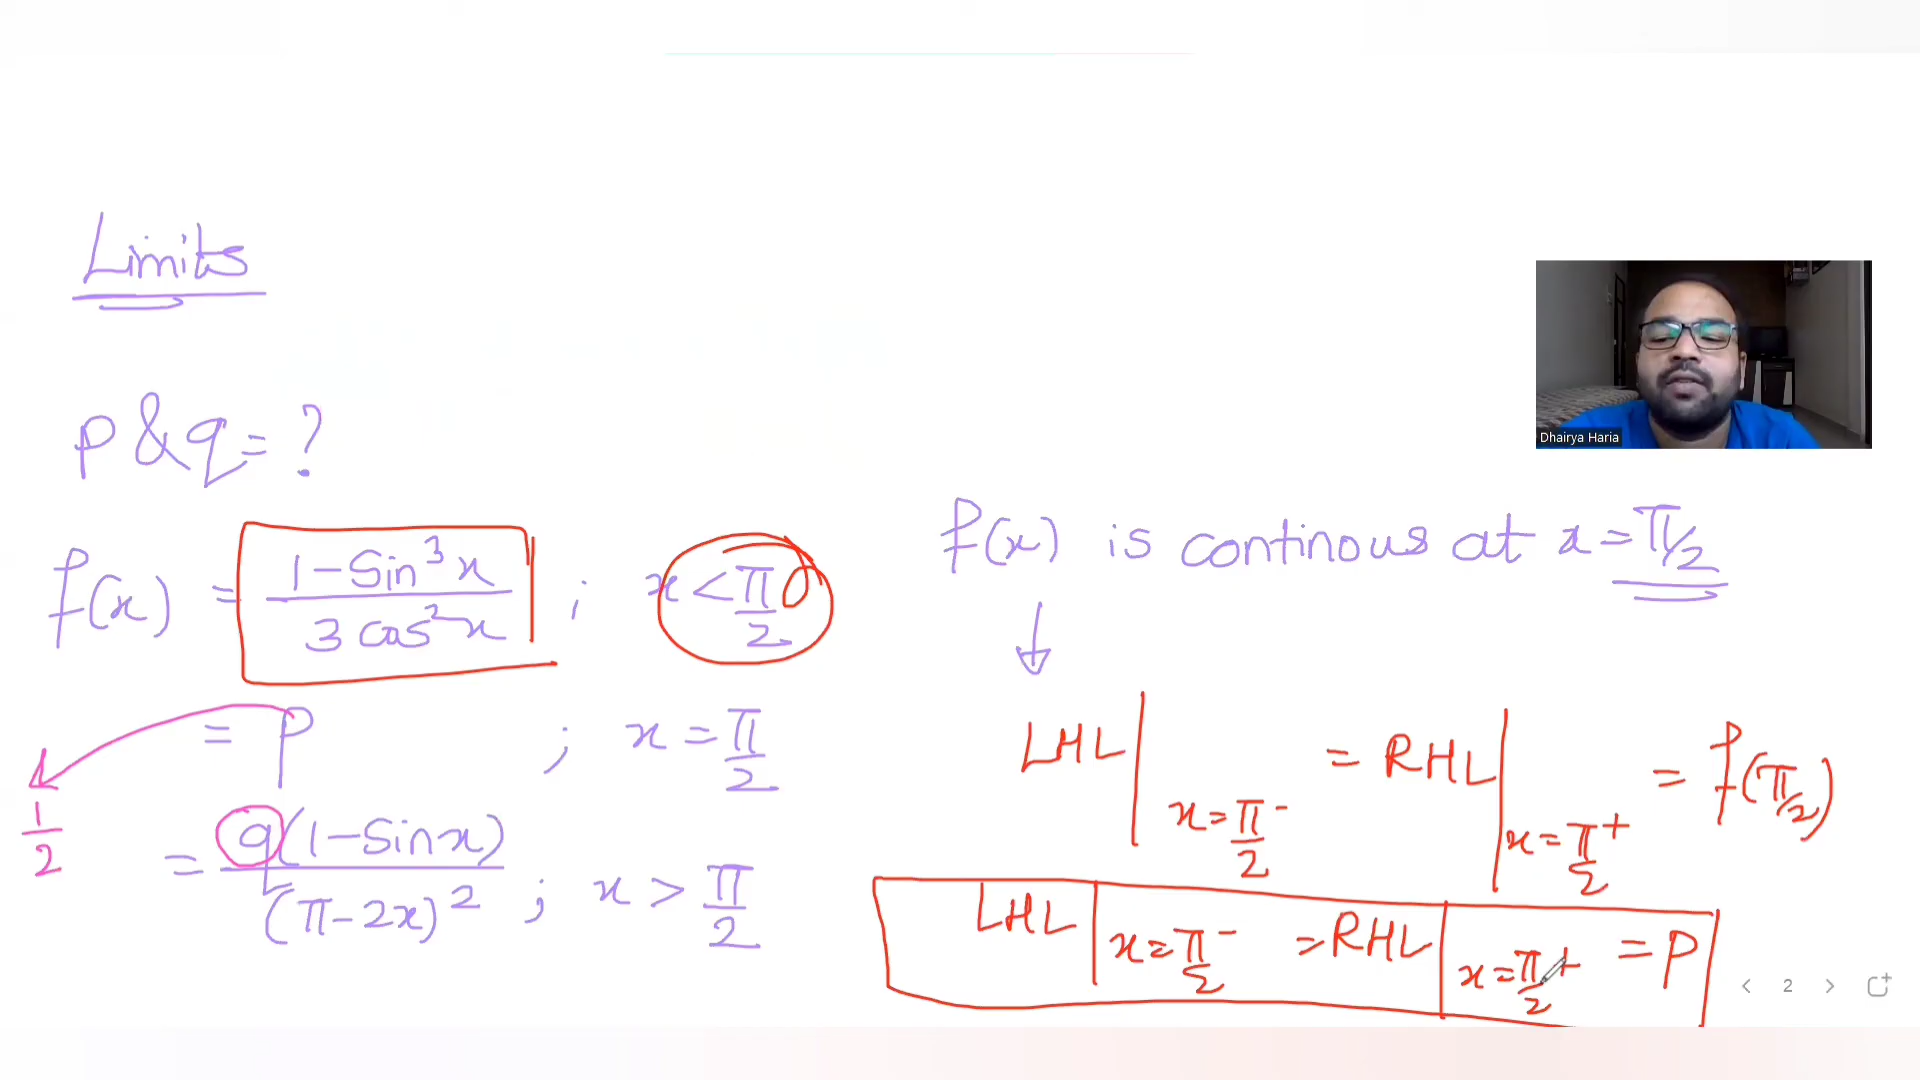 Limits
P & q = ?
f(x) = 1-Sin³x / 3 cos²x ; x < π/2
= P ; x = π/2
1/2
= q(1-Sinx) / (π-2x)² ; x > π/2
Dhairya Haria
f(x) is continous at x = π/2
LHL | x = π/2⁻ = RHL | x = π/2⁺ = f(π/2)
LHL | x = π/2⁻ = RHL | x = π/2⁺ = P
2